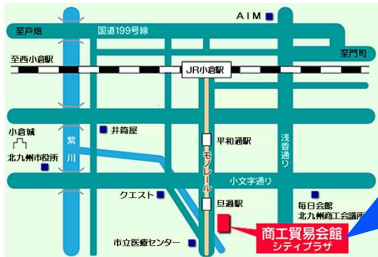 AIM
至戸畑
国道199号線
至門司
至西小倉駅
JR小倉駅
小倉城
井筒屋
紫川
平和通駅
浅香通り
北九州市役所
モノレール
小文字通り
クエスト
旦過駅
毎日会館
北九州商工会議所
商工貿易会館
シティプラザ
市立医療センター